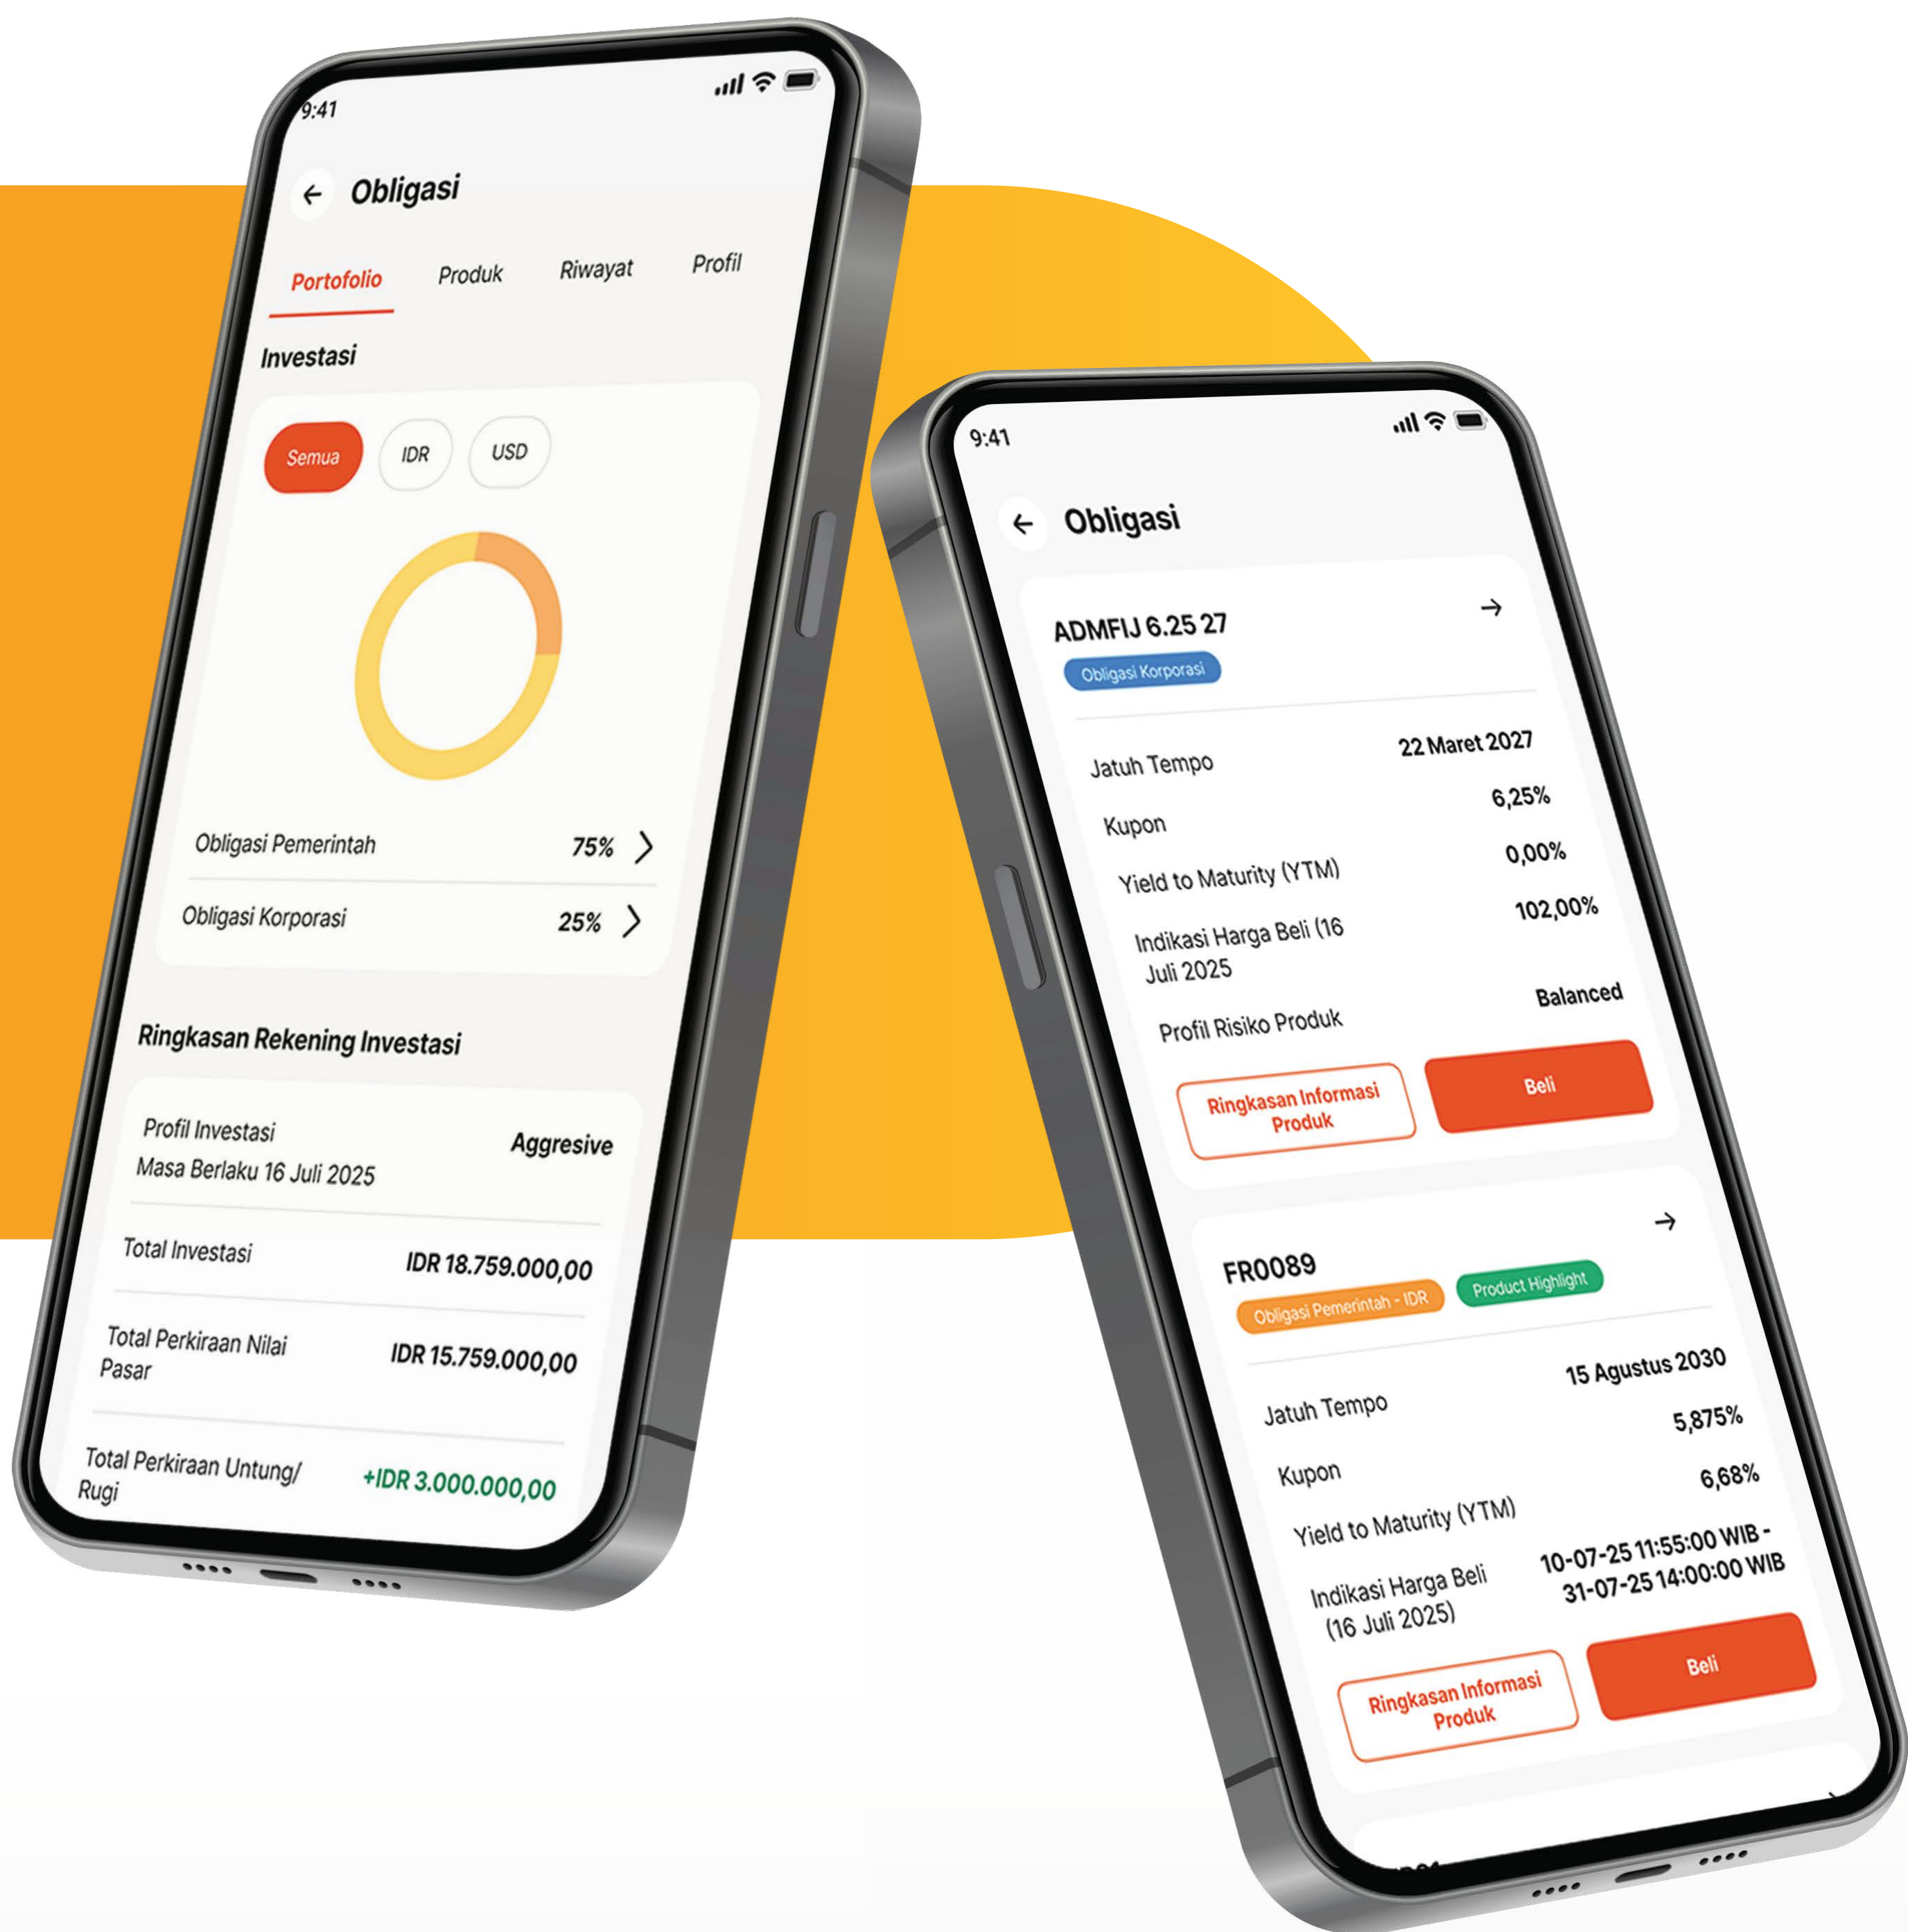 9:41
Obligasi
Portofolio Produk Riwayat Profil
Investasi
Semua IDR USD
Obligasi Pemerintah 75%
Obligasi Korporasi 25%
Ringkasan Rekening Investasi
Profil Investasi Aggresive
Masa Berlaku 16 Juli 2025
Total Investasi IDR 18.759.000,00
Total Perkiraan Nilai IDR 15.759.000,00
Pasar
Total Perkiraan Untung/ +IDR 3.000.000,00
Rugi
9:41
Obligasi
ADMFIJ 6.25 27
Obligasi Korporasi
Jatuh Tempo 22 Maret 2027
Kupon 6,25%
Yield to Maturity (YTM) 0,00%
Indikasi Harga Beli (16 102,00%
Juli 2025
Profil Risiko Produk Balanced
Ringkasan Informasi
Produk
Beli
FR0089
Obligasi Pemerintah - IDR Product Highlight
Jatuh Tempo 15 Agustus 2030
Kupon 5,875%
Yield to Maturity (YTM) 6,68%
Indikasi Harga Beli 10-07-25 11:55:00 WIB -
(16 Juli 2025) 31-07-25 14:00:00 WIB
Ringkasan Informasi
Produk
Beli